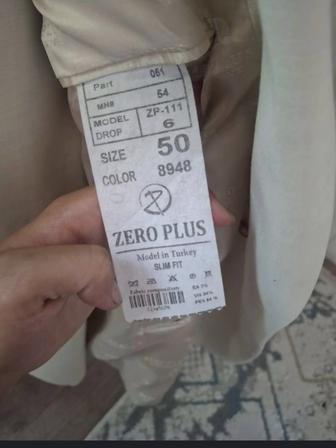 Part 051
MH# 54
MODEL ZP-111
DROP 6
SIZE 50
COLOR 8948
ZERO PLUS
Model in Turkey
SLIM FIT